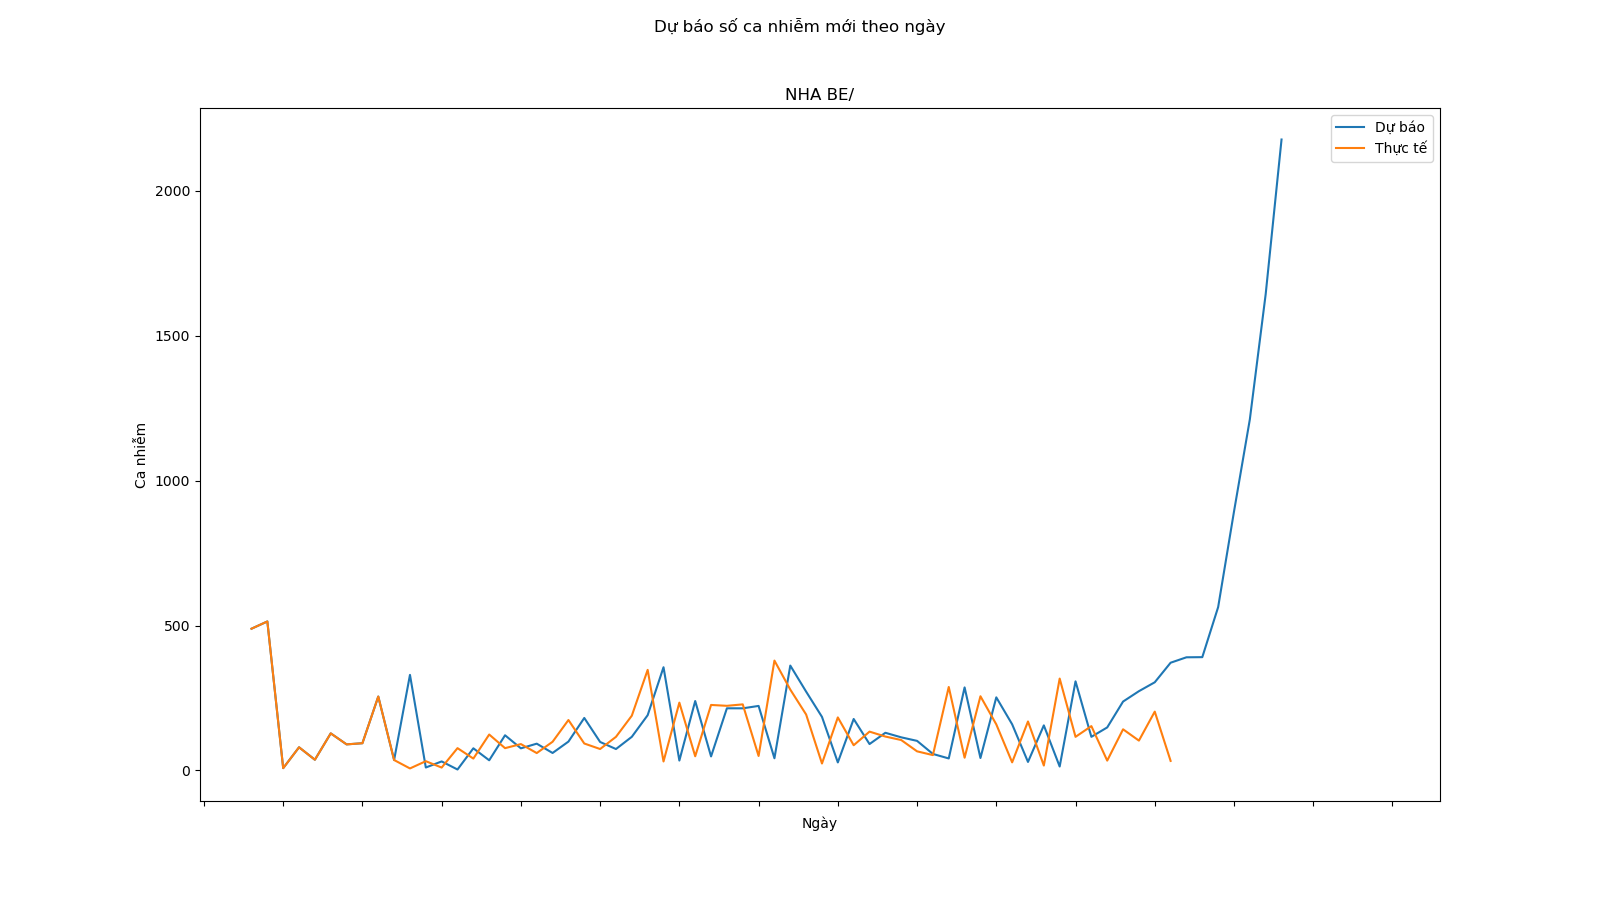 Dự báo số ca nhiễm mới theo ngày
NHA BE/
Dự báo
Thực tế
2000
1500
1000
500
0
Ca nhiễm
Ngày